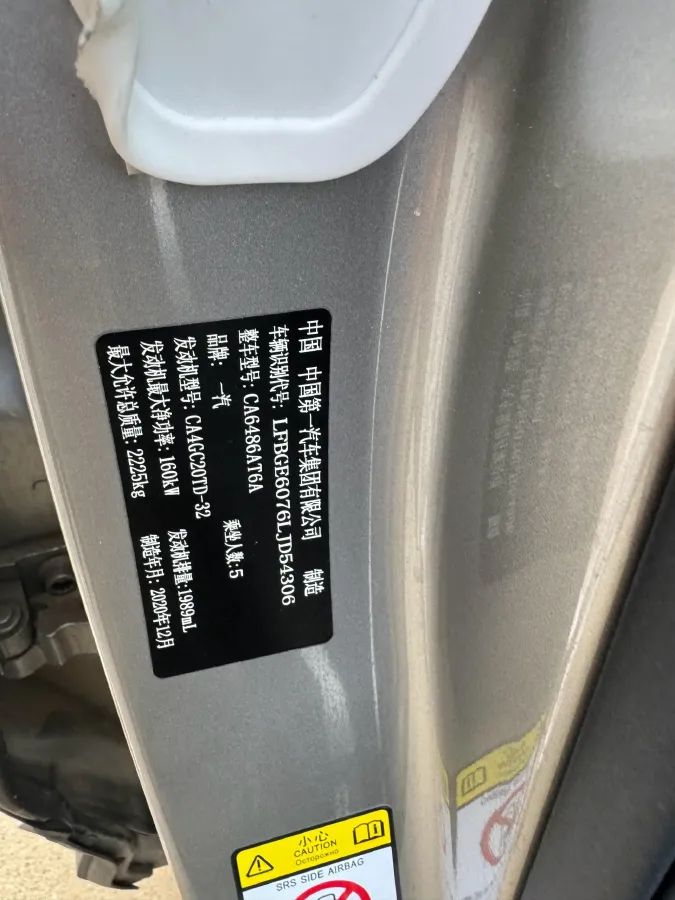 中国 中国第一汽车集团有限公司 制造
车辆识别代号: LFBGE6076LJD54306
整车型号: CA6486AT6A 乘坐人数:5
品牌: 一汽
发动机型号: CA4GC20TD-32 发动机排量:1989mL
发动机最大净功率: 160kW
最大允许总质量: 2225kg 制造年月: 2020年12月
小心
CAUTION
Осторожно
SRS SIDE AIRBAG